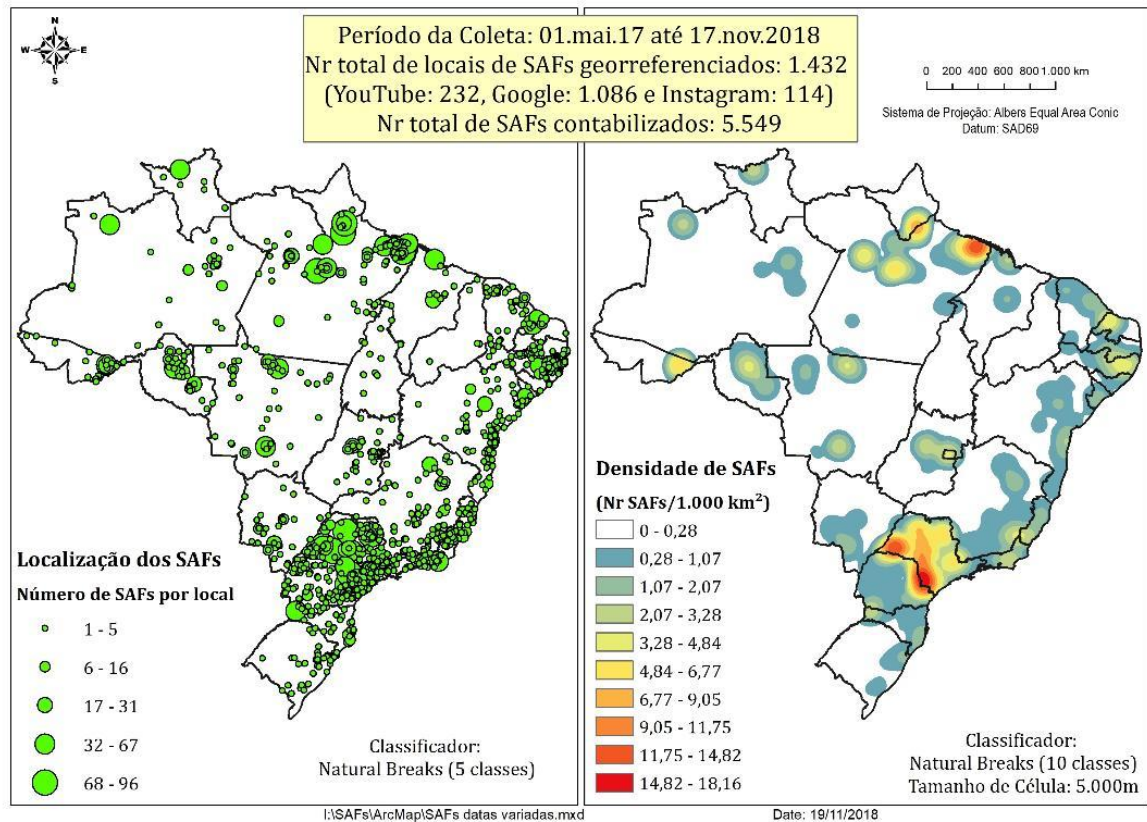 N
W E
S
Período da Coleta: 01.mai.17 até 17.nov.2018
Nr total de locais de SAFs georreferenciados: 1.432
(YouTube: 232, Google: 1.086 e Instagram: 114)
Nr total de SAFs contabilizados: 5.549
0 200 400 600 800 1.000 km
Sistema de Projeção: Albers Equal Area Conic
Datum: SAD69
Localização dos SAFs
Número de SAFs por local
1 - 5
6 - 16
17 - 31
32 - 67
68 - 96
Classificador:
Natural Breaks (5 classes)
Densidade de SAFs
(Nr SAFs/1.000 km²)
0 - 0,28
0,28 - 1,07
1,07 - 2,07
2,07 - 3,28
3,28 - 4,84
4,84 - 6,77
6,77 - 9,05
9,05 - 11,75
11,75 - 14,82
14,82 - 18,16
Classificador:
Natural Breaks (10 classes)
Tamanho de Célula: 5.000m
I:\SAFs\ArcMap\SAFs datas variadas.mxd
Date: 19/11/2018